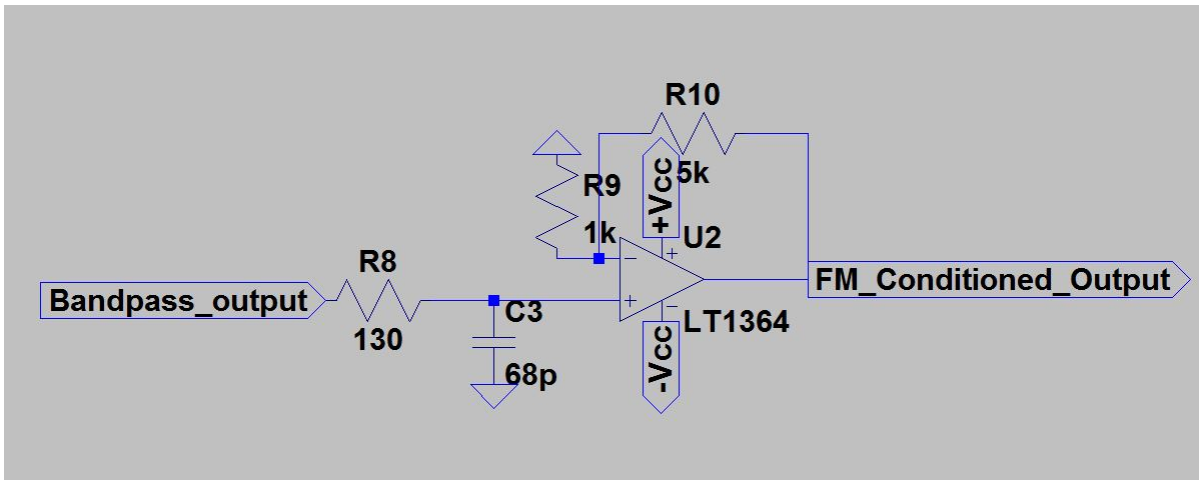 R10
5k
+Vcc
R9
1k
U2
R8
130
Bandpass_output
C3
68p
FM_Conditioned_Output
LT1364
-Vcc